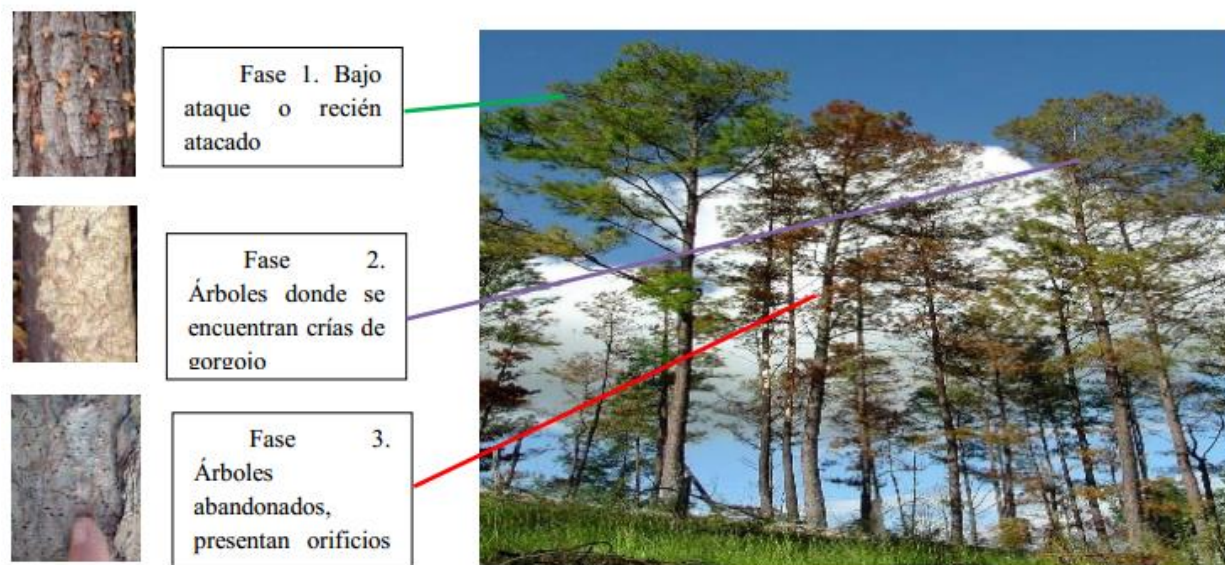 Fase 1. Bajo
ataque o recién
atacado
Fase 2.
Árboles donde se
encuentran crías de
gorgojo
Fase 3.
Árboles
abandonados,
presentan orificios